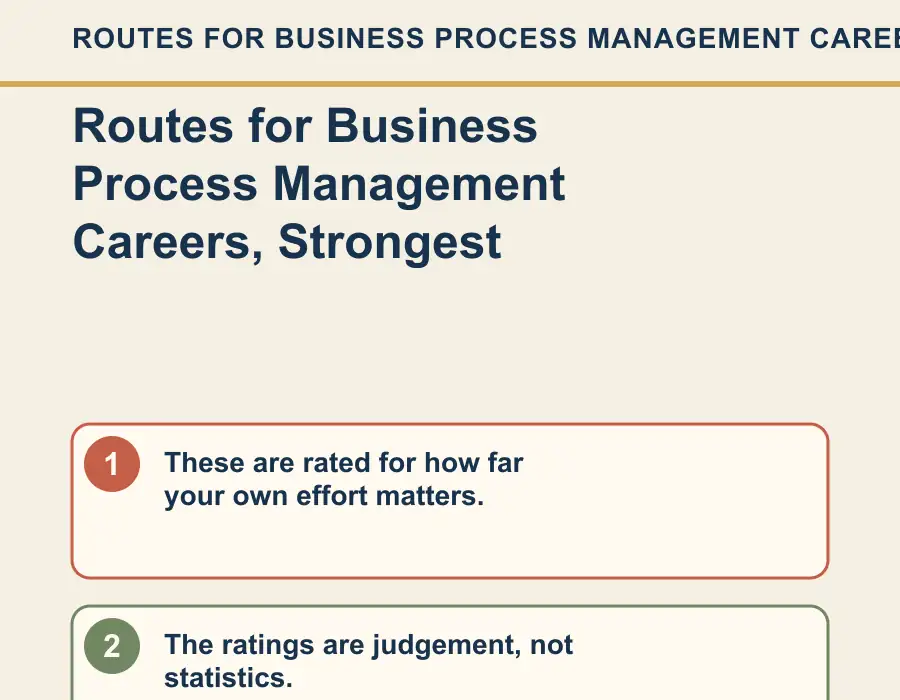 ROUTES FOR BUSINESS PROCESS MANAGEMENT
Routes for Business
Process Management
Careers, Strongest
1
These are rated for how far
your own effort matters.
2
The ratings are judgement, not
statistics.